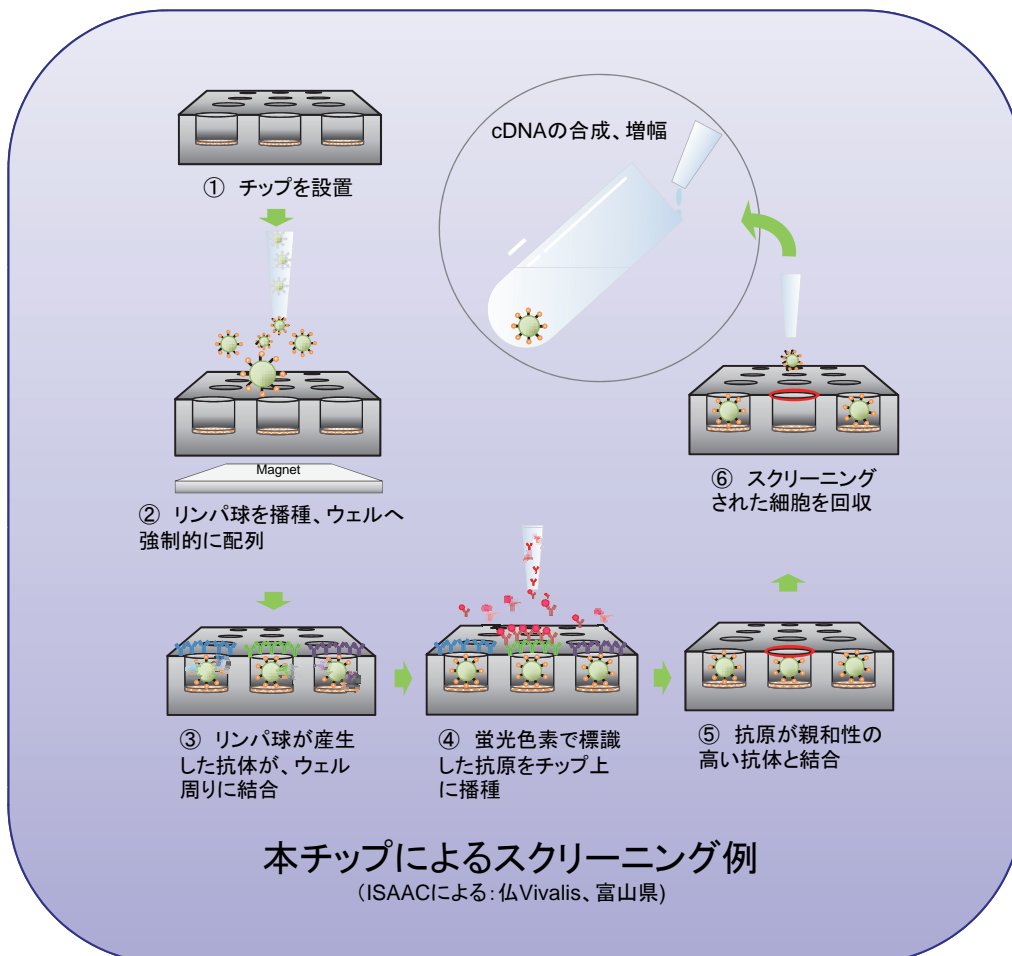 ① チップを設置
cDNAの合成、増幅
Magnet
② リンパ球を播種、ウェルへ
強制的に配列
③ リンパ球が産生
した抗体が、ウェル
周りに結合
④ 蛍光色素で標識
した抗原をチップ上
に播種
⑤ 抗原が親和性の
高い抗体と結合
⑥ スクリーニング
された細胞を回収
本チップによるスクリーニング例
（ISAACによる：仏Vivalis、富山県)